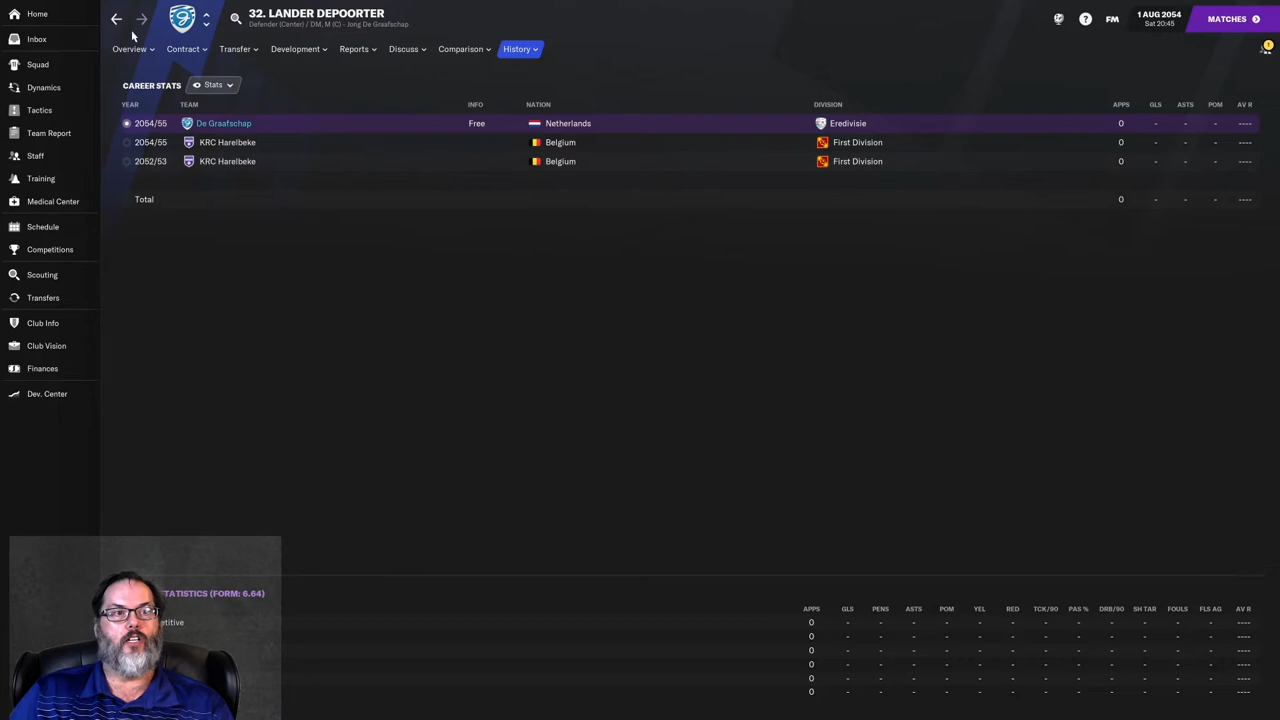 Home
Inbox
Squad
Dynamics
Tactics
Team Report
Staff
Training
Medical Center
Schedule
Competitions
Scouting
Transfers
Club Info
Club Vision
Finances
Dev. Center
32. LANDER DEPOORTER
Defender (Center) / DM, M (C) - Jong De Graafschap
FM
1 AUG 2054
Sat 20:45
MATCHES
Overview Contract Transfer Development Reports Discuss Comparison History
CAREER STATS Stats
YEAR TEAM INFO NATION DIVISION APPS GLS ASTS POM AV R
2054/55 De Graafschap Free Netherlands Eredivisie 0 - - - ----
2054/55 KRC Harelbeke Belgium First Division 0 - - - ----
2052/53 KRC Harelbeke Belgium First Division 0 - - - ----
Total 0 - - - ----
TATISTICS (FORM: 6.64)
APPS GLS PENS ASTS POM YEL RED TCK/90 PAS % DRB/90 SH TAR FOULS FLS AG AV R
etitive 0 - - - - - - - - - - - - ----
0 - - - - - - - - - - - - ----
0 - - - - - - - - - - - - ----
0 - - - - - - - - - - - - ----
0 - - - - - - - - - - - - ----
0 - - - - - - - - - - - - ----